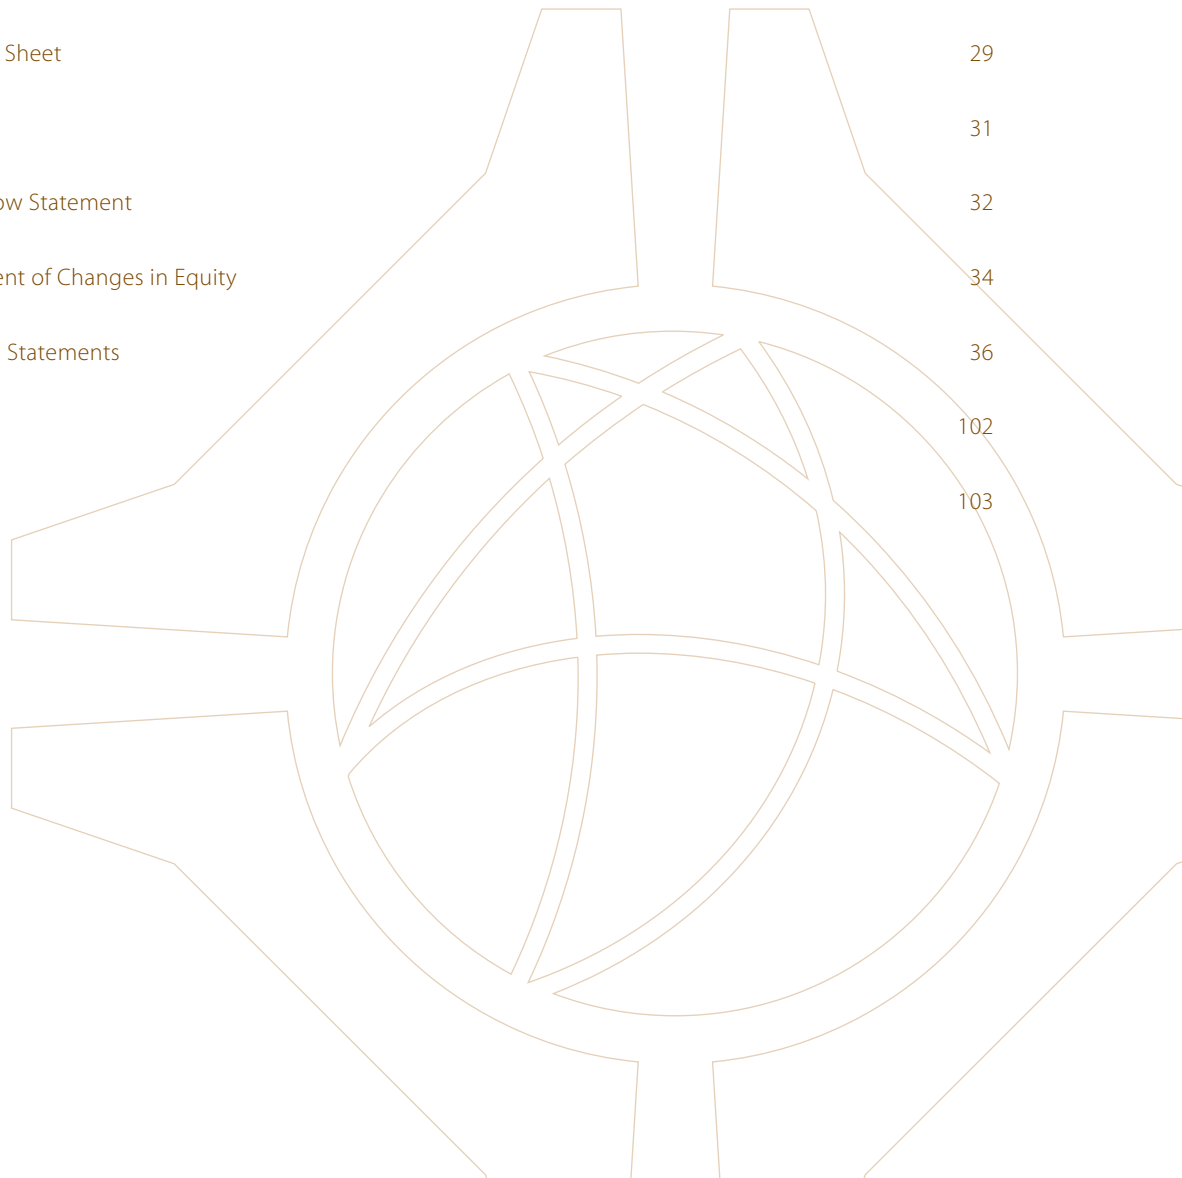 Sheet 29
31
ow Statement 32
ent of Changes in Equity 34
Statements 36
102
103